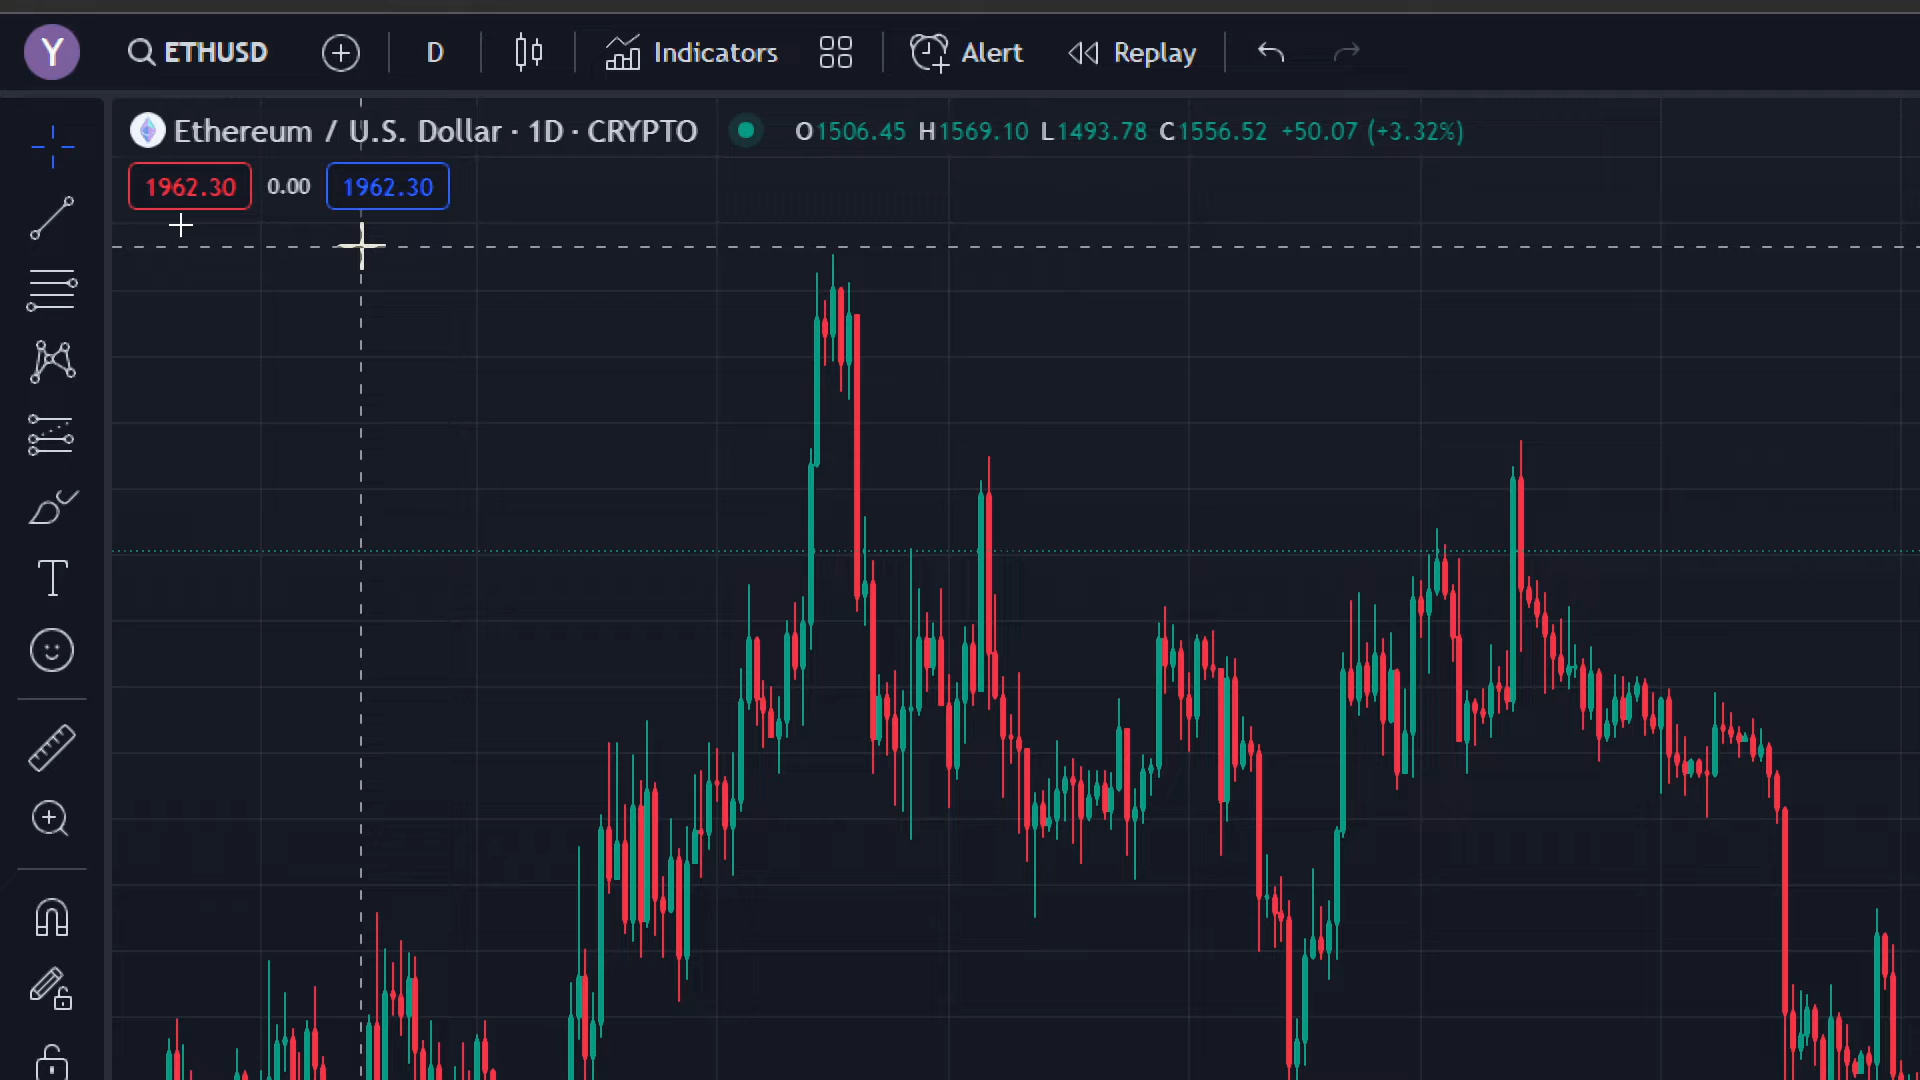 Y ETHUSD D Indicators Alert Replay
Ethereum / U.S. Dollar · 1D · CRYPTO O1506.45 H1569.10 L1493.78 C1556.52 +50.07 (+3.32%)
1962.30 0.00 1962.30